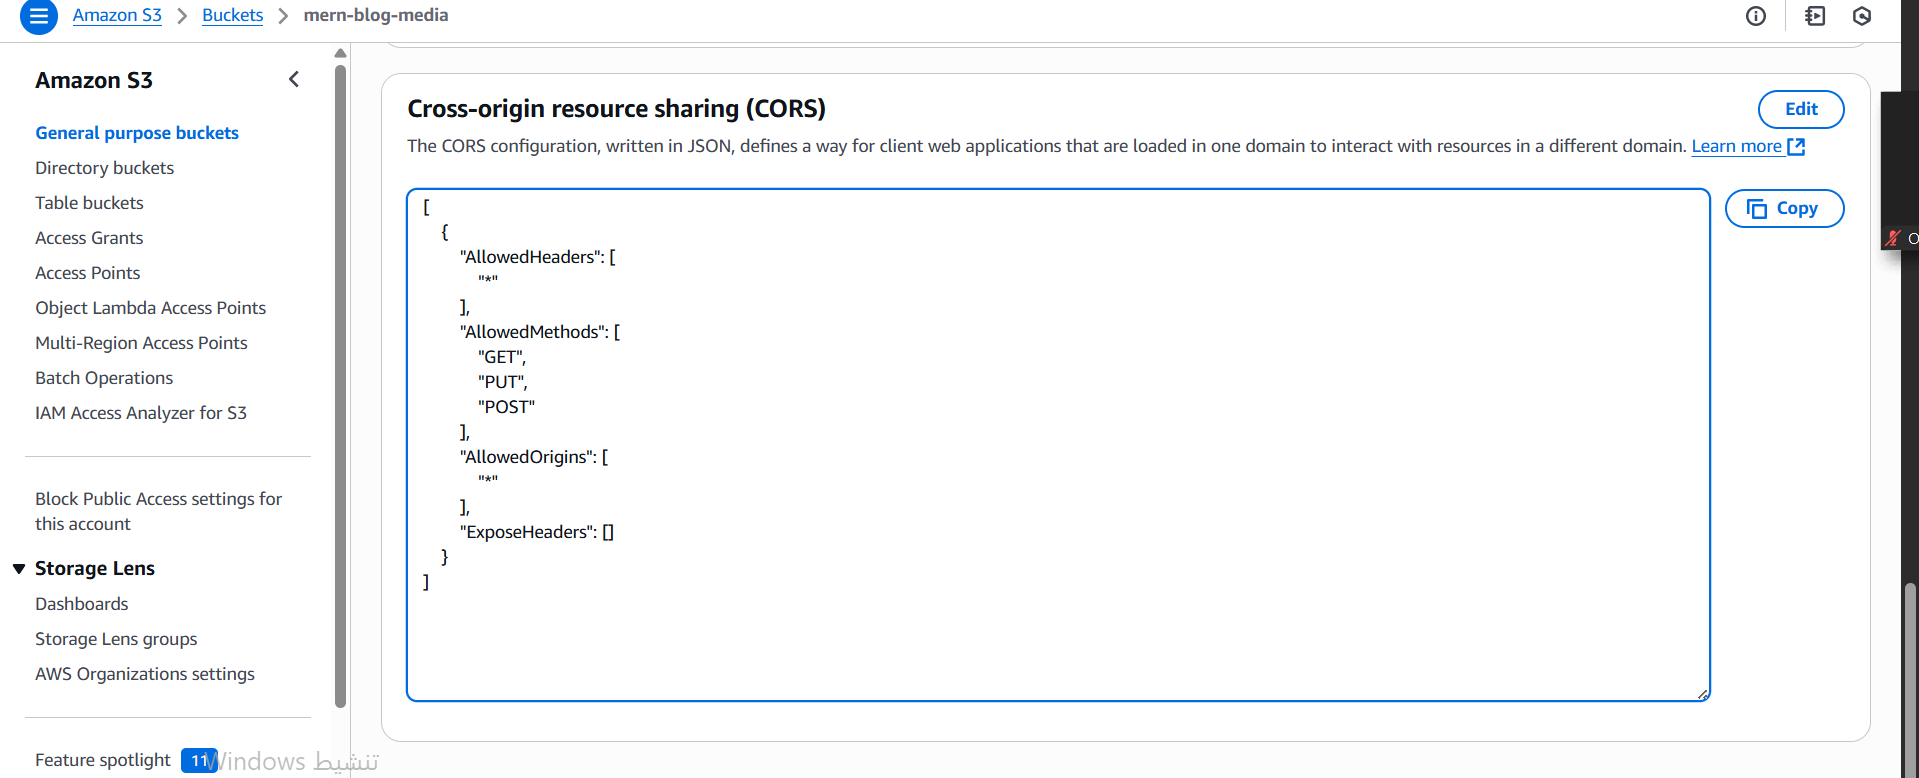 Amazon S3 > Buckets > mern-blog-media
Amazon S3
General purpose buckets
Directory buckets
Table buckets
Access Grants
Access Points
Object Lambda Access Points
Multi-Region Access Points
Batch Operations
IAM Access Analyzer for S3
Block Public Access settings for
this account
Storage Lens
Dashboards
Storage Lens groups
AWS Organizations settings
Feature spotlight 11
Cross-origin resource sharing (CORS)
Edit
The CORS configuration, written in JSON, defines a way for client web applications that are loaded in one domain to interact with resources in a different domain. Learn more
Copy
[
{
"AllowedHeaders": [
"*"
],
"AllowedMethods": [
"GET",
"PUT",
"POST"
],
"AllowedOrigins": [
"*"
],
"ExposeHeaders": []
}
]
تنشيط Windows